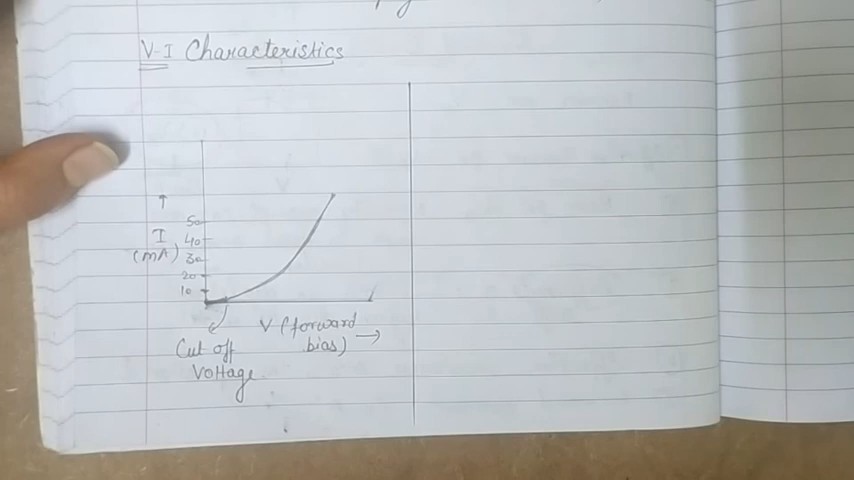 V-I Characteristics
↑
I
(mA)
50
40
30
20
10
V (forward
bias) →
Cut off
Voltage